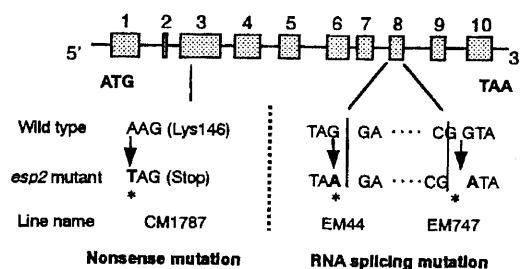 1 2 3 4 5 6 7 8 9 10
5' 3
ATG TAA
Wild type AAG (Lys146) TAG GA ···· CG GTA
esp2 mutant TAG (Stop) TAA GA ···· CG ATA
* * *
Line name CM1787 EM44 EM747
Nonsense mutation RNA splicing mutation